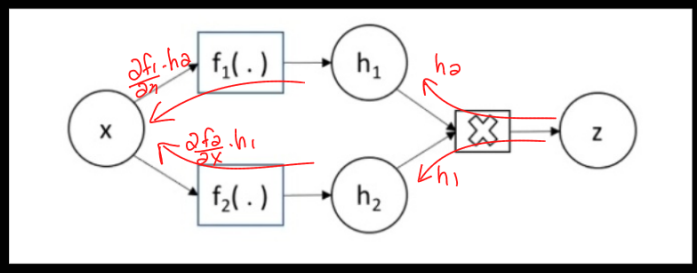 ∂f₁/∂x · h₂
f₁( . )
h₁
h₂
x
z
∂f₂/∂x · h₁
h₁
f₂( . )
h₂